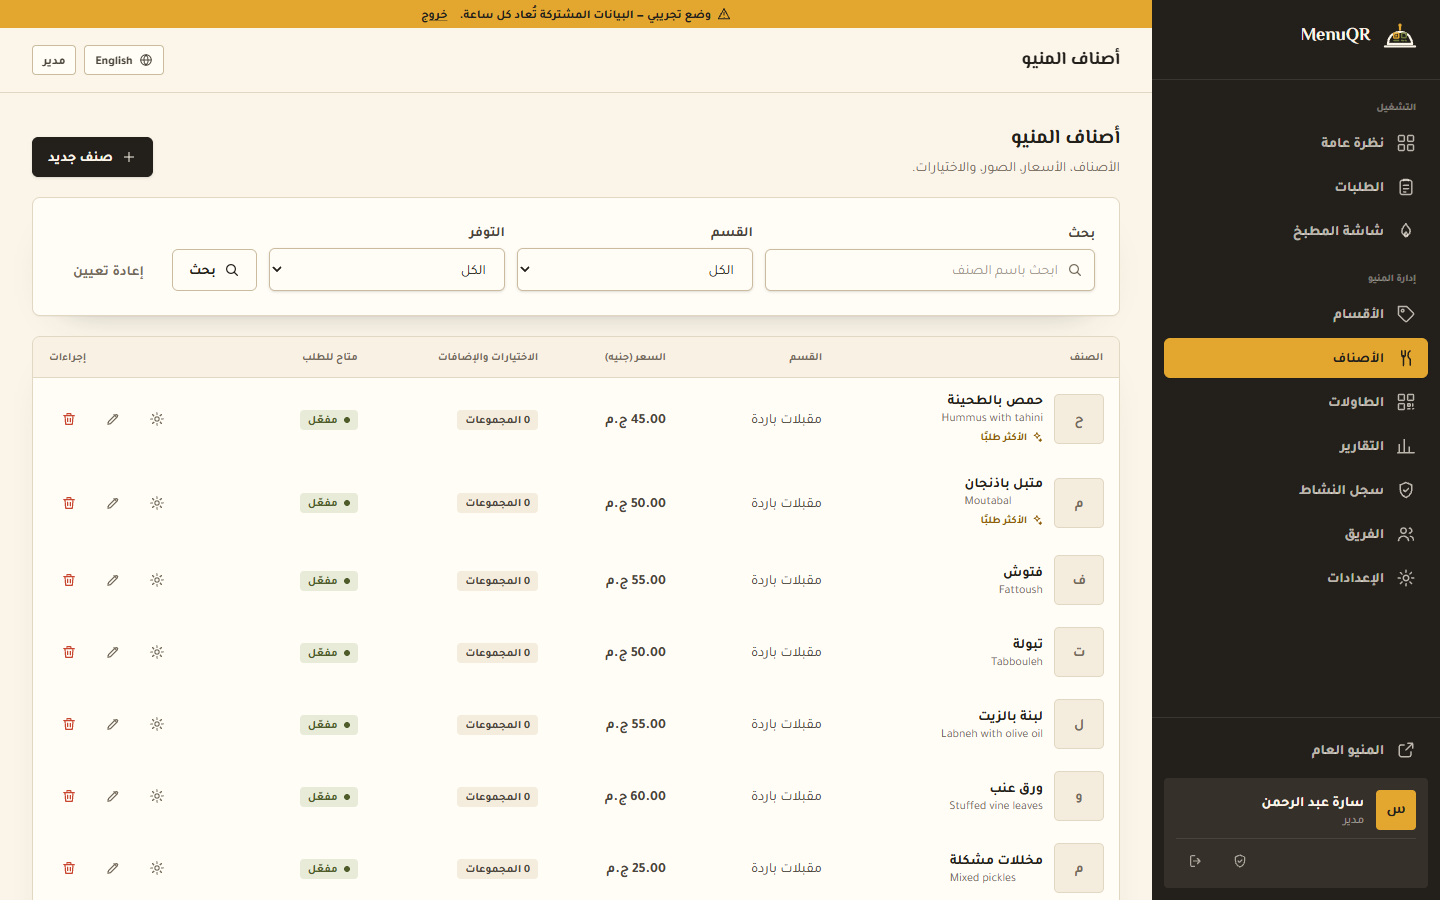 وضع تجريبي — البيانات المشتركة تُعاد كل ساعة. خروج
MenuQR
التشغيل
نظرة عامة
الطلبات
شاشة المطبخ
إدارة المنيو
الأقسام
الأصناف
الطاولات
التقارير
سجل النشاط
الفريق
الإعدادات
المنيو العام
س
سارة عبد الرحمن
مدير
أصناف المنيو
English
مدير
أصناف المنيو
الأصناف، الأسعار، الصور، والاختيارات.
صنف جديد
بحث
القسم
التوفر
ابحث باسم الصنف
الكل
الكل
بحث
إعادة تعيين
الصنف القسم السعر (جنيه) الاختيارات والإضافات متاح للطلب إجراءات
ح
حمص بالطحينة
Hummus with tahini
الأكثر طلبًا
مقبلات باردة 45.00 ج.م 0 المجموعات مفعّل
م
متبل باذنجان
Moutabal
الأكثر طلبًا
مقبلات باردة 50.00 ج.م 0 المجموعات مفعّل
ف
فتوش
Fattoush
مقبلات باردة 55.00 ج.م 0 المجموعات مفعّل
ت
تبولة
Tabbouleh
مقبلات باردة 50.00 ج.م 0 المجموعات مفعّل
ل
لبنة بالزيت
Labneh with olive oil
مقبلات باردة 55.00 ج.م 0 المجموعات مفعّل
و
ورق عنب
Stuffed vine leaves
مقبلات باردة 60.00 ج.م 0 المجموعات مفعّل
م
مخللات مشكلة
Mixed pickles
مقبلات باردة 25.00 ج.م 0 المجموعات مفعّل